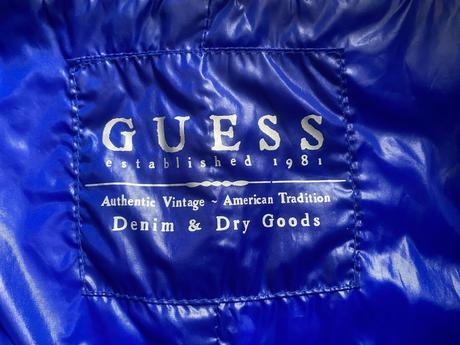 GUESS
established 1981
Authentic Vintage ~ American Tradition
Denim & Dry Goods